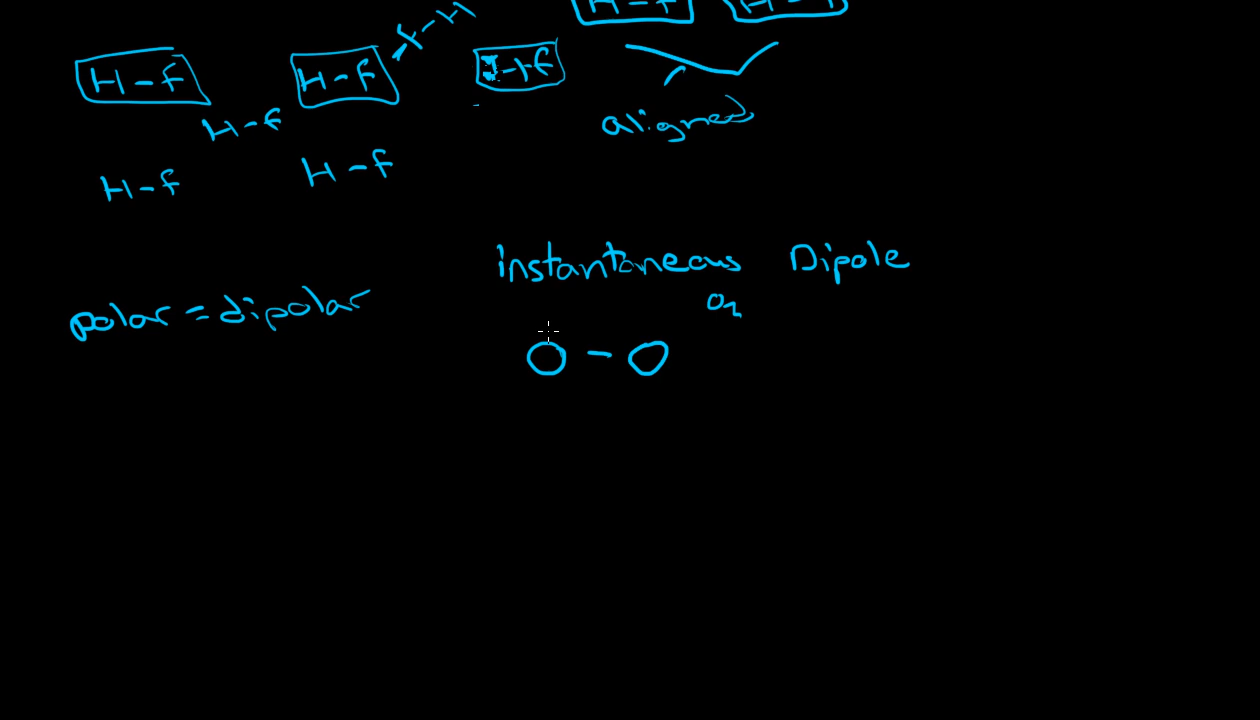 H-f H-f
H-f H-f f-H
H-f
H-f H-f
aligned
instantaneous Dipole
polar = dipolar
O2
O-O